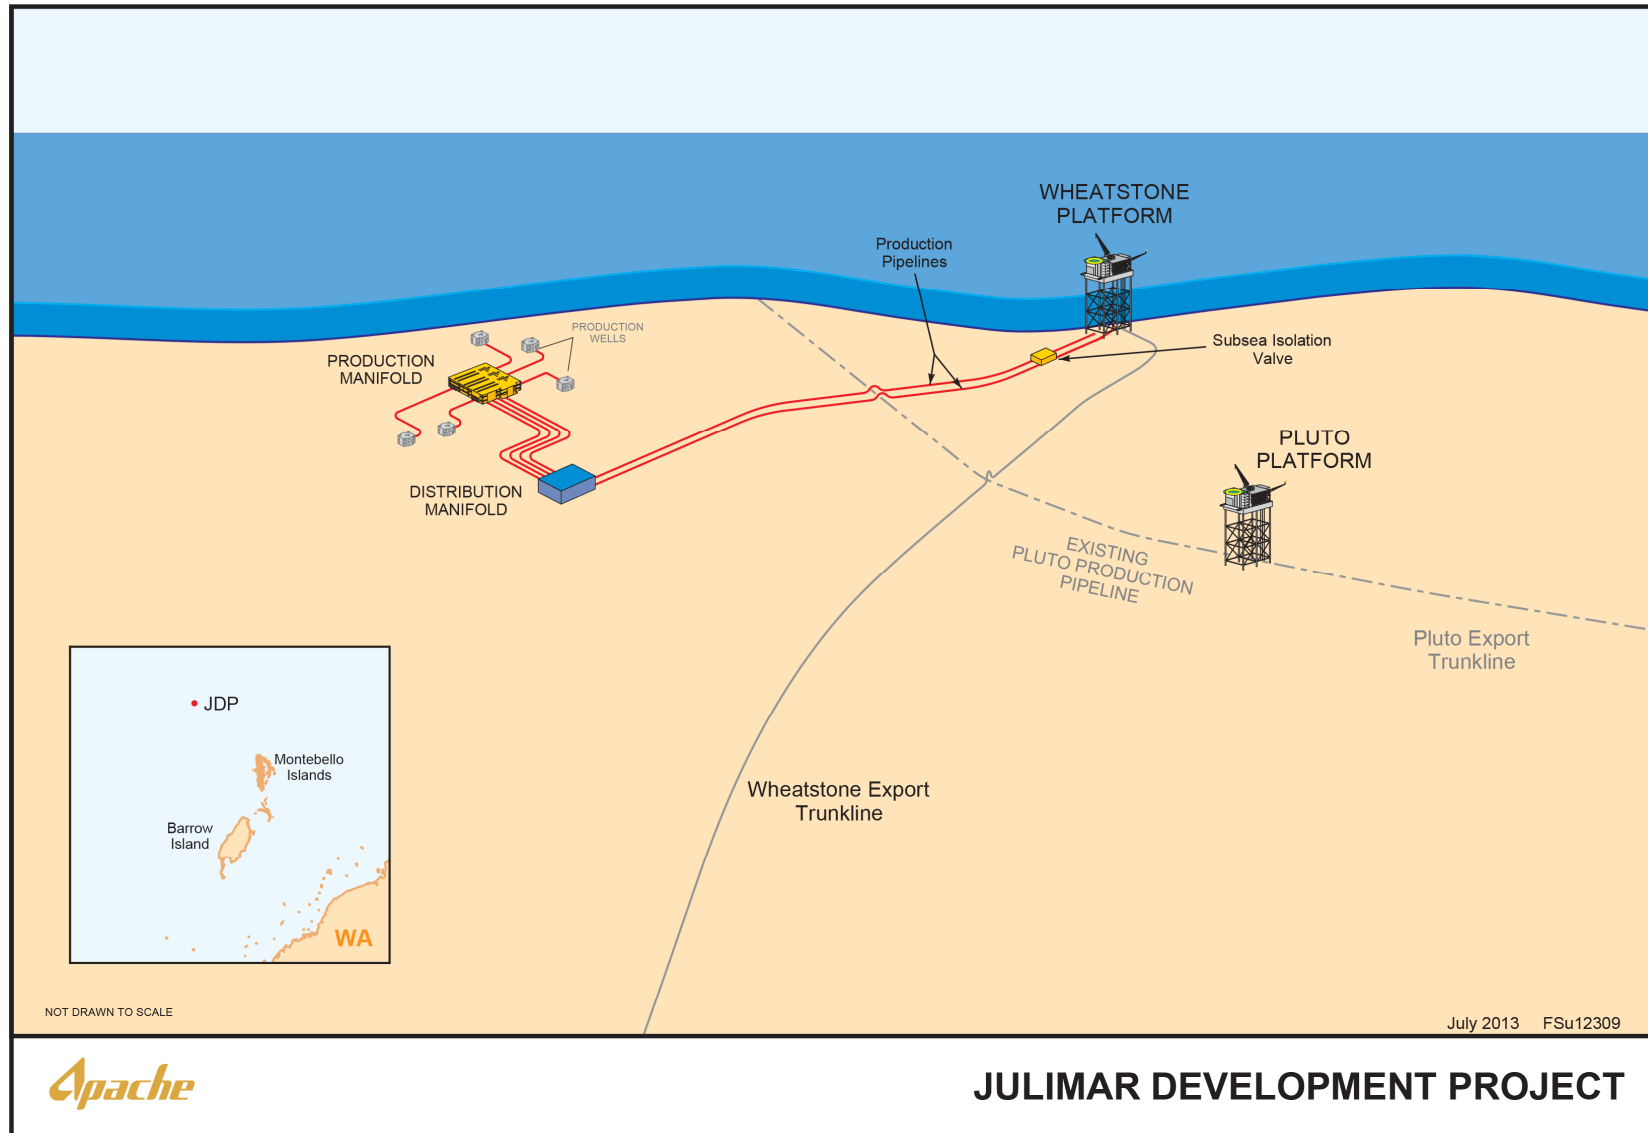 WHEATSTONE
PLATFORM
Production
Pipelines
PRODUCTION
WELLS
Subsea Isolation
Valve
PRODUCTION
MANIFOLD
PLUTO
PLATFORM
DISTRIBUTION
MANIFOLD
EXISTING
PLUTO PRODUCTION
PIPELINE
Pluto Export
Trunkline
JDP
Montebello
Islands
Barrow
Island
WA
Wheatstone Export
Trunkline
NOT DRAWN TO SCALE
July 2013 FSu12309
Apache
JULIMAR DEVELOPMENT PROJECT